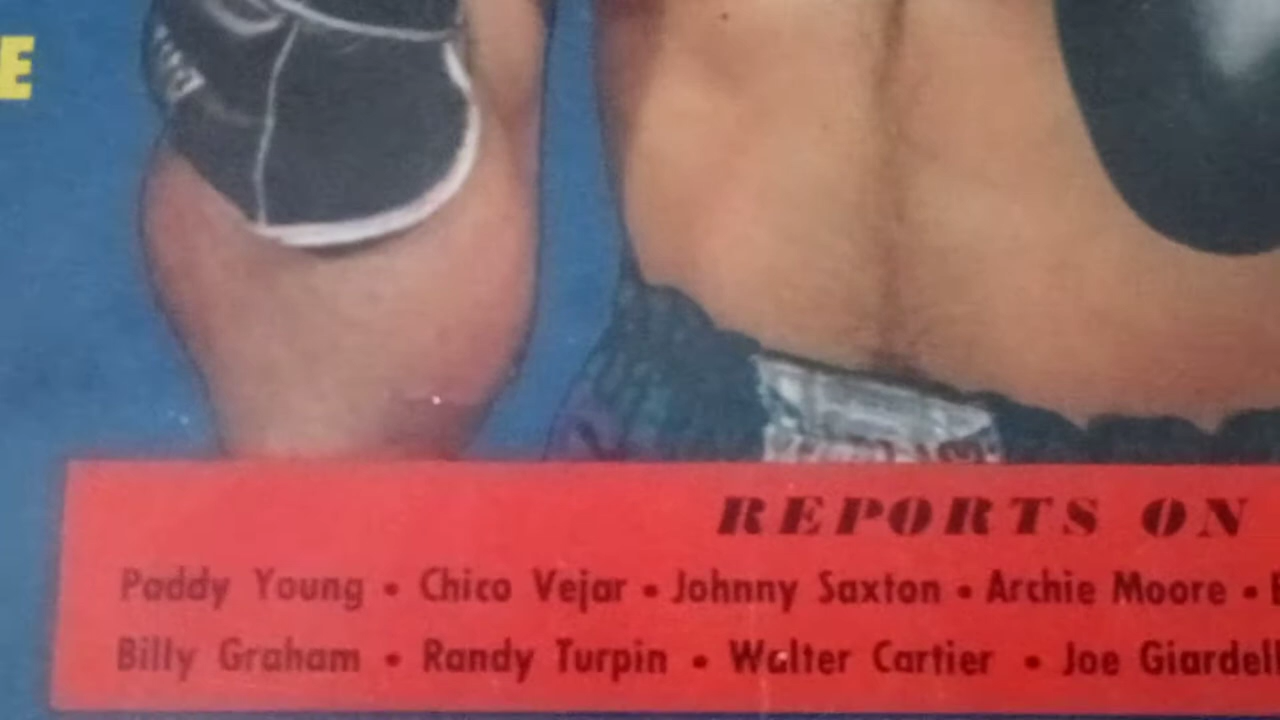 E
REPORTS ON
Paddy Young • Chico Vejar • Johnny Saxton • Archie Moore •
Billy Graham • Randy Turpin • Walter Cartier • Joe Giardell